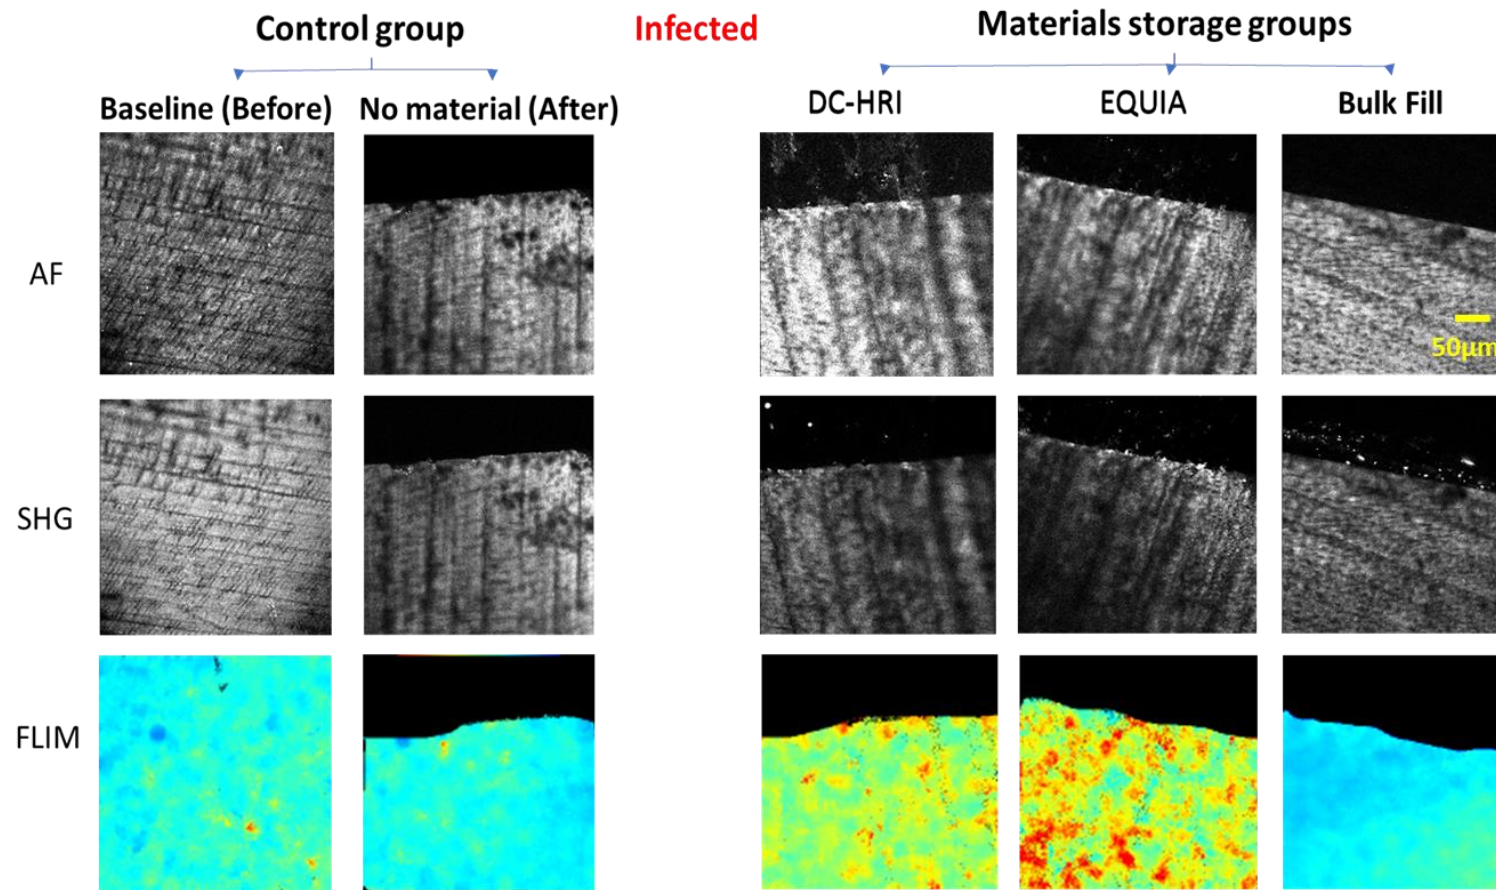 Control group
Infected
Materials storage groups
Baseline (Before)
No material (After)
DC-HRI
EQUIA
Bulk Fill
AF
50µm
SHG
FLIM